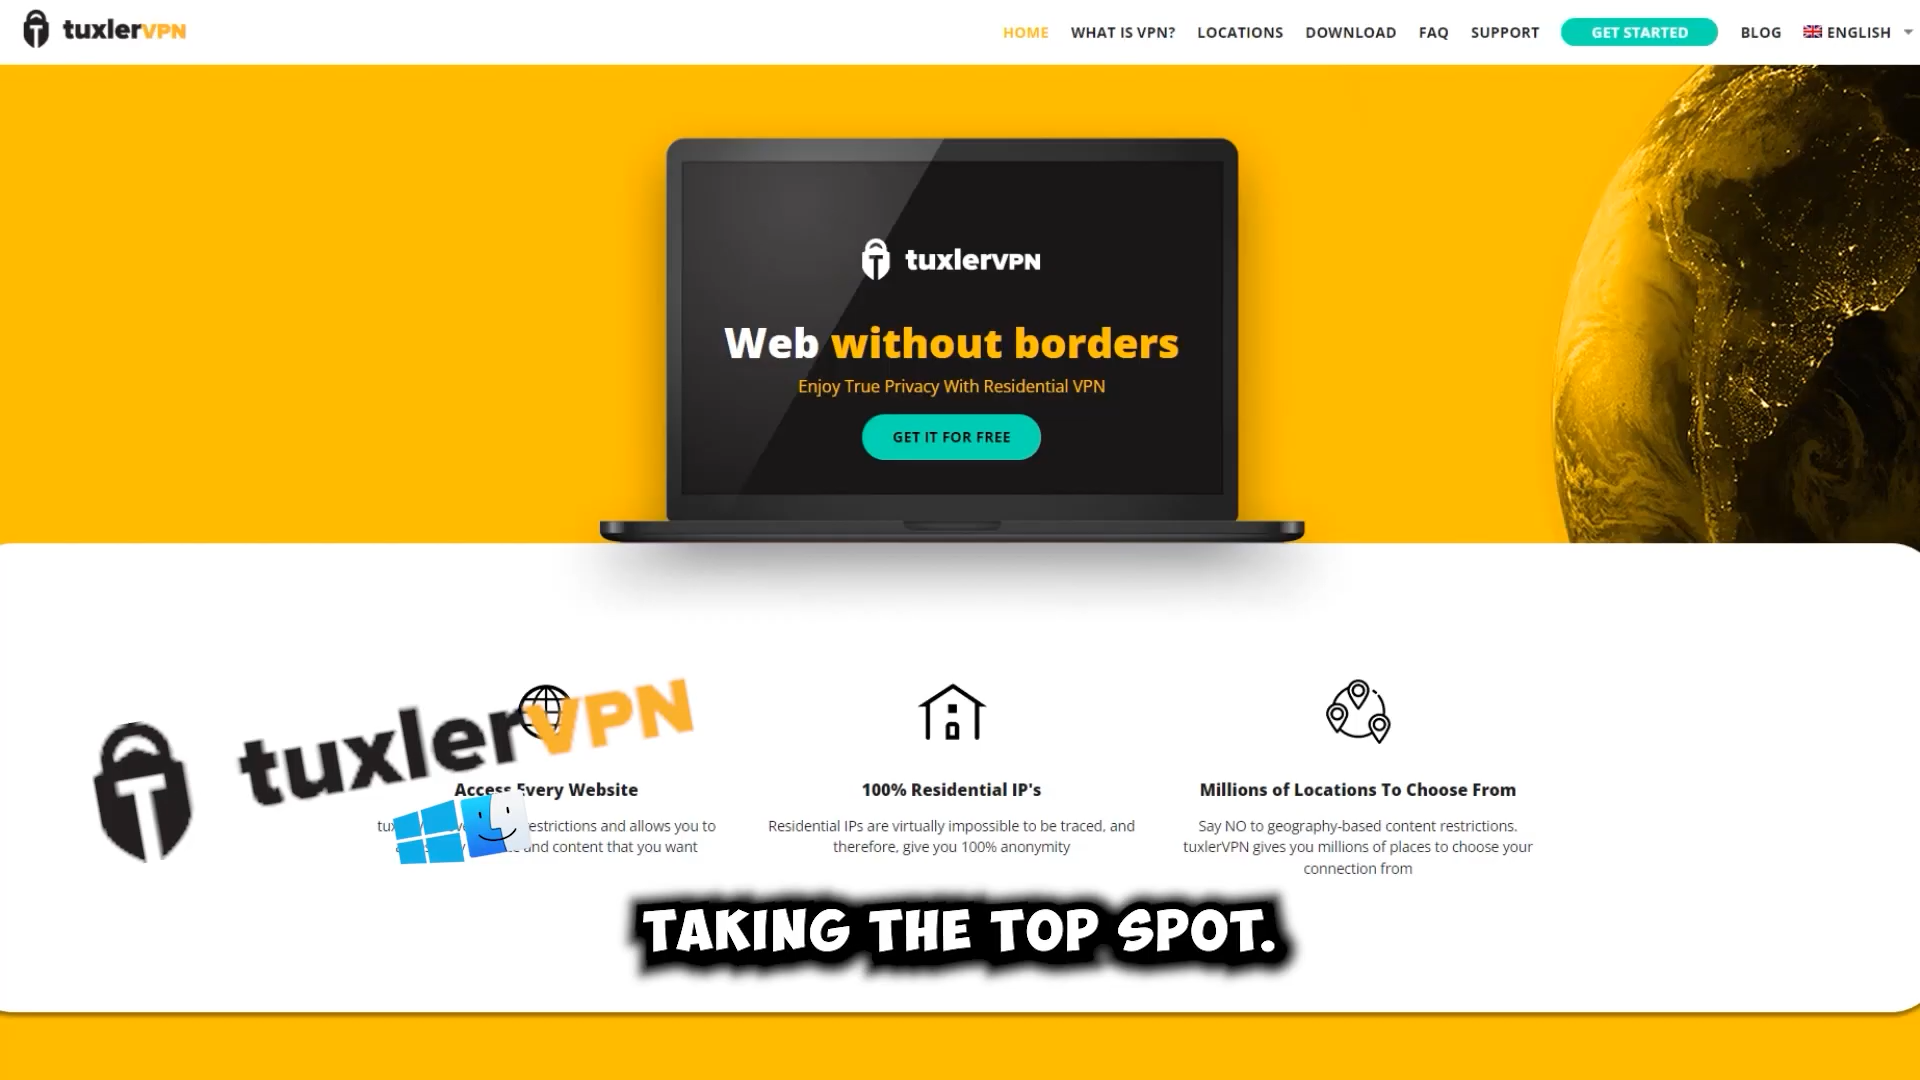 tuxlerVPN
HOME WHAT IS VPN? LOCATIONS DOWNLOAD FAQ SUPPORT GET STARTED BLOG ENGLISH
tuxlerVPN
Web without borders
Enjoy True Privacy With Residential VPN
GET IT FOR FREE
tuxlerVPN
Access Every Website
estrictions and allows you to
and content that you want
100% Residential IP's
Residential IPs are virtually impossible to be traced, and
therefore, give you 100% anonymity
Millions of Locations To Choose From
Say NO to geography-based content restrictions.
tuxlerVPN gives you millions of places to choose your
connection from
TAKING THE TOP SPOT.